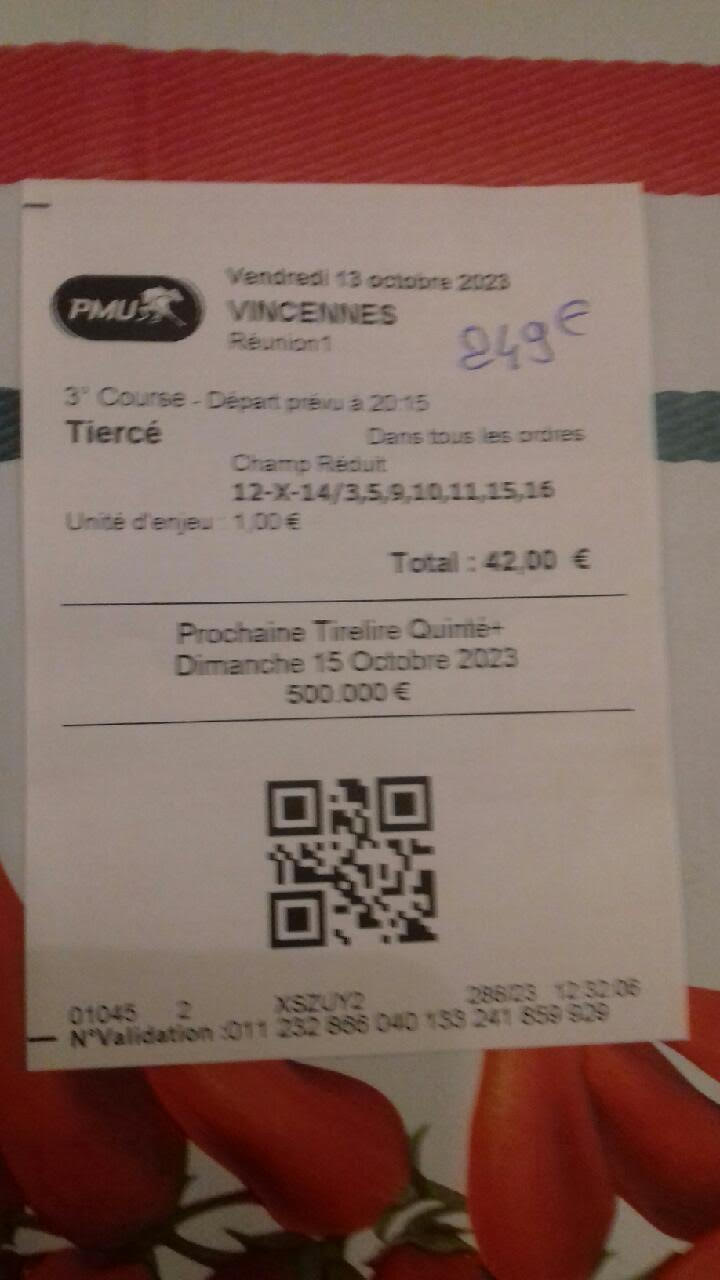 Vendredi 13 octobre 2023
PMU
VINCENNES
Réunion1
249€
3° Course - Départ prévu à 20:15
Tiercé Dans tous les ordres
Champ Réduit
12-X-14/3,5,9,10,11,15,16
Unité d'enjeu : 1,00 €
Total : 42,00 €
Prochaine Tirelire Quinté+
Dimanche 15 Octobre 2023
500.000 €
01045 2 XSZUY2 286/23 12:32:06
N°Validation :011 232 866 040 133 241 859 929